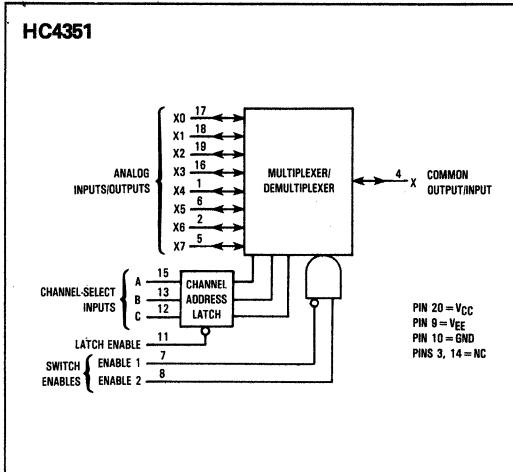 HC4351
X0 17
X1 18
X2 19
X3 16
X4 1
X5 6
X6 2
X7 5
ANALOG
INPUTS/OUTPUTS
MULTIPLEXER/
DEMULTIPLEXER
4 X
COMMON
OUTPUT/INPUT
CHANNEL-SELECT
INPUTS
A 15
B 13
C 12
CHANNEL
ADDRESS
LATCH
LATCH ENABLE 11
SWITCH
ENABLES
ENABLE 1 7
ENABLE 2 8
PIN 20 = VCC
PIN 9 = VEE
PIN 10 = GND
PINS 3, 14 = NC